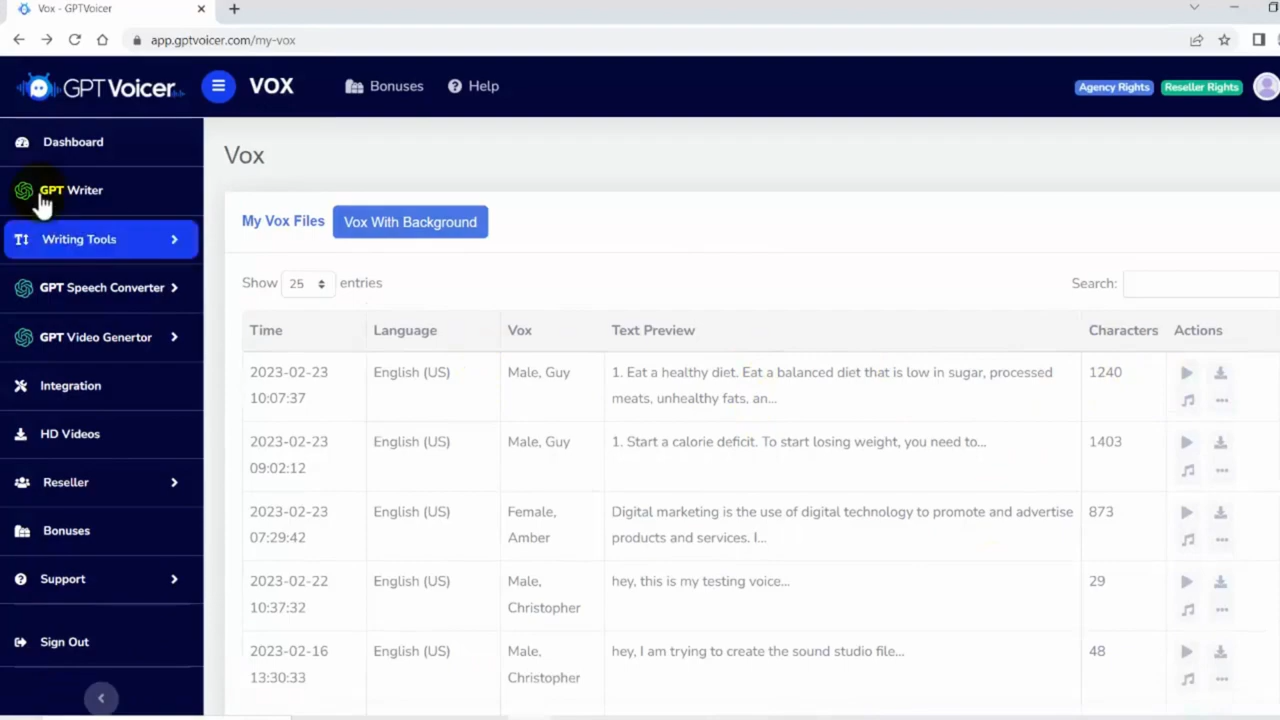 Vox - GPTVoicer
app.gptvoicer.com/my-vox
GPTVoicer
VOX
Bonuses
Help
Agency Rights
Reseller Rights
Dashboard
GPT Writer
Writing Tools
GPT Speech Converter
GPT Video Genertor
Integration
HD Videos
Reseller
Bonuses
Support
Sign Out
Vox
My Vox Files
Vox With Background
Show 25 entries
Search:
Time Language Vox Text Preview Characters Actions
2023-02-23 English (US) Male, Guy 1. Eat a healthy diet. Eat a balanced diet that is low in sugar, processed 1240
10:07:37 meats, unhealthy fats, an...
2023-02-23 English (US) Male, Guy 1. Start a calorie deficit. To start losing weight, you need to... 1403
09:02:12
2023-02-23 English (US) Female, Digital marketing is the use of digital technology to promote and advertise 873
07:29:42 Amber products and services. I...
2023-02-22 English (US) Male, hey, this is my testing voice... 29
10:37:32 Christopher
2023-02-16 English (US) Male, hey, I am trying to create the sound studio file... 48
13:30:33 Christopher